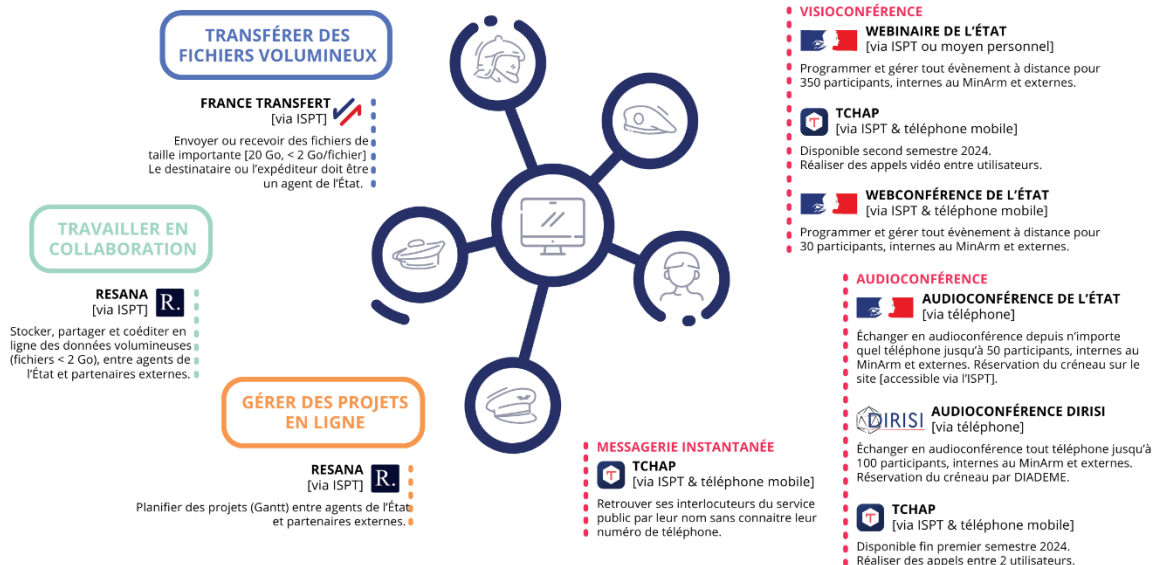 TRANSFÉRER DES
FICHIERS VOLUMINEUX
FRANCE TRANSFERT
[via ISPT]
Envoyer ou recevoir des fichiers de
taille importante [20 Go, < 2 Go/fichier]
Le destinataire ou l'expéditeur doit être
un agent de l'État.
TRAVAILLER EN
COLLABORATION
RESANA
[via ISPT]
R.
Stocker, partager et coéditer en
ligne des données volumineuses
(fichiers < 2 Go), entre agents de
l'État et partenaires externes.
GÉRER DES PROJETS
EN LIGNE
RESANA
[via ISPT]
R.
Planifier des projets (Gantt) entre agents de l'État
et partenaires externes.
MESSAGERIE INSTANTANÉE
TCHAP
[via ISPT & téléphone mobile]
Retrouver ses interlocuteurs du service
public par leur nom sans connaitre leur
numéro de téléphone.
VISIOCONFÉRENCE
WEBINAIRE DE L'ÉTAT
[via ISPT ou moyen personnel]
Programmer et gérer tout évènement à distance pour
350 participants, internes au MinArm et externes.
TCHAP
[via ISPT & téléphone mobile]
Disponible second semestre 2024.
Réaliser des appels vidéo entre utilisateurs.
WEBCONFÉRENCE DE L'ÉTAT
[via ISPT & téléphone mobile]
Programmer et gérer tout évènement à distance pour
30 participants, internes au MinArm et externes.
AUDIOCONFÉRENCE
AUDIOCONFÉRENCE DE L'ÉTAT
[via téléphone]
Échanger en audioconférence depuis n'importe
quel téléphone jusqu'à 50 participants, internes au
MinArm et externes. Réservation du créneau sur le
site [accessible via l'ISPT].
DIRISI
AUDIOCONFÉRENCE DIRISI
[via téléphone]
Échanger en audioconférence tout téléphone jusqu'à
100 participants, internes au MinArm et externes.
Réservation du créneau par DIADEME.
TCHAP
[via ISPT & téléphone mobile]
Disponible fin premier semestre 2024.
Réaliser des appels entre 2 utilisateurs.